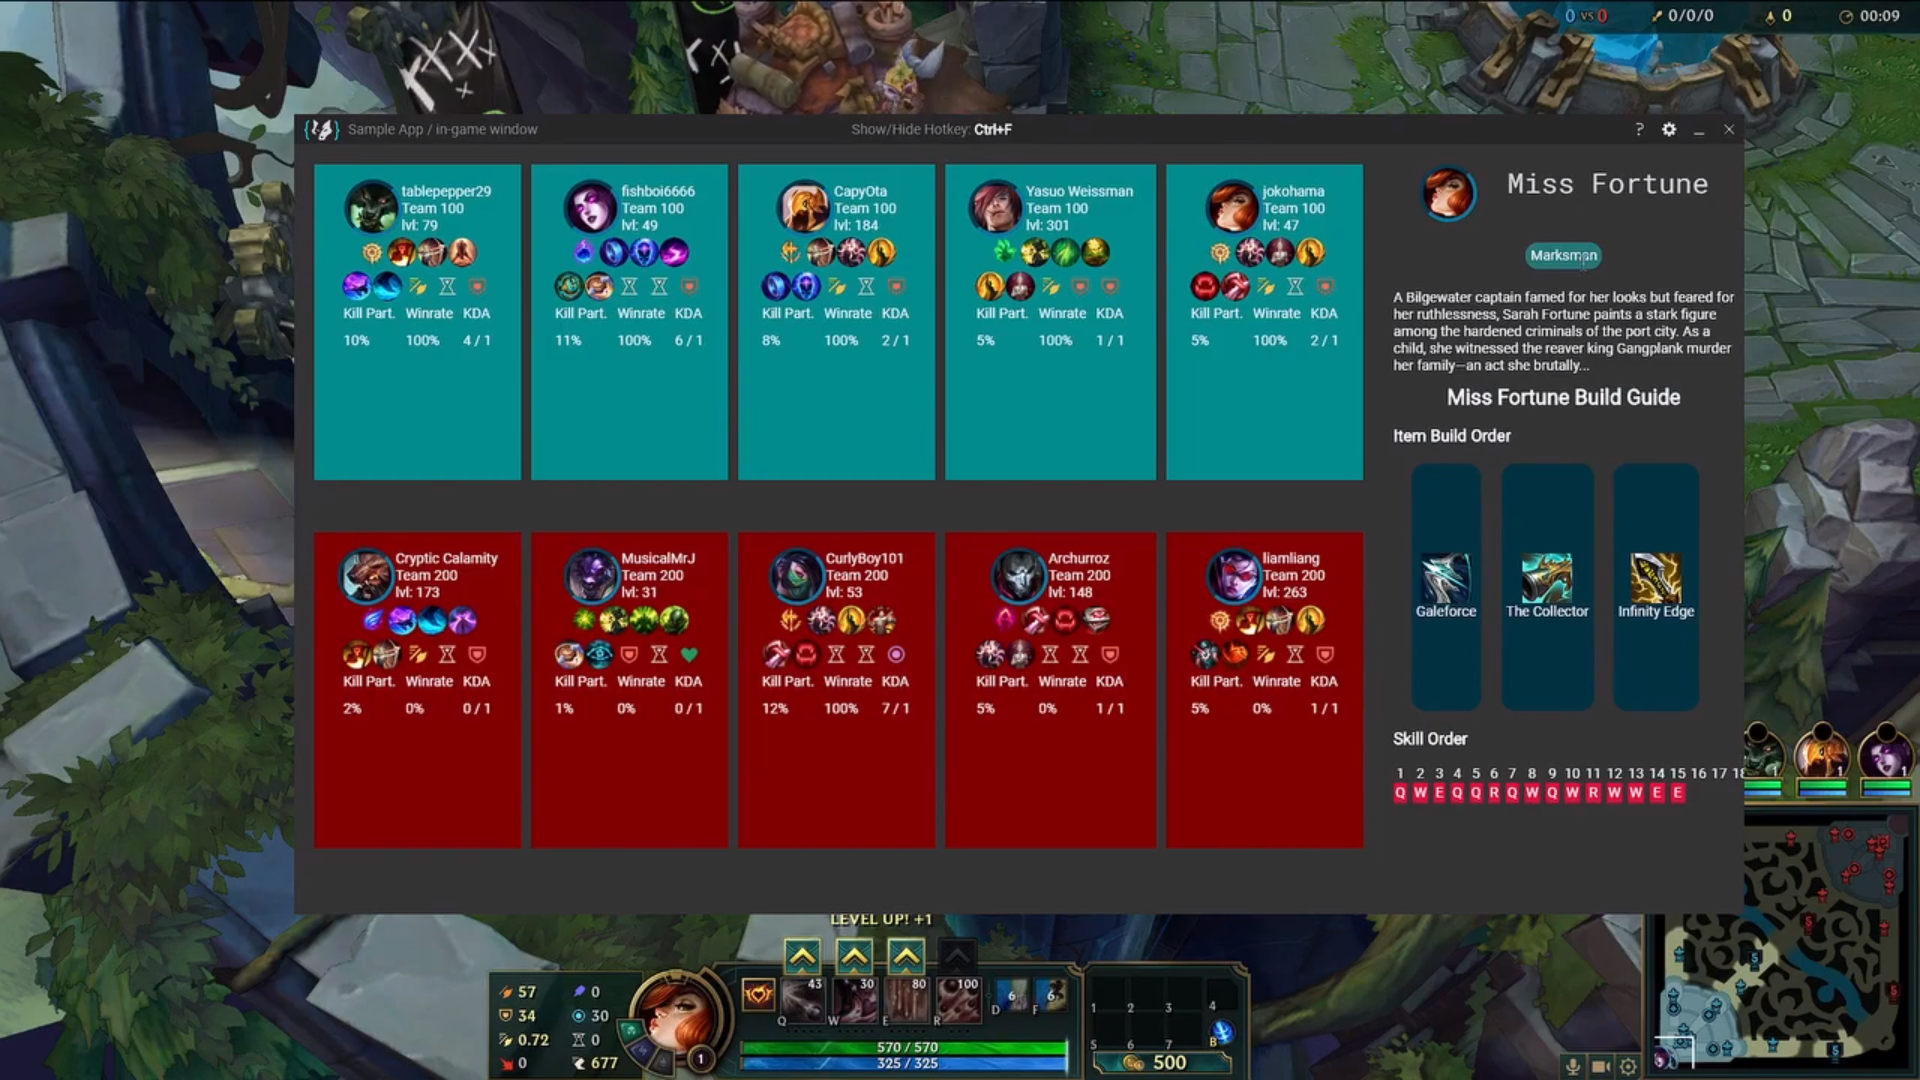 0 VS 0 0/0/0 0 00:09
Sample App / in-game window
Show/Hide Hotkey: Ctrl+F
?
tablepepper29
Team 100
lvl: 79
Kill Part. Winrate KDA
10% 100% 4 / 1
fishboi6666
Team 100
lvl: 49
Kill Part. Winrate KDA
11% 100% 6 / 1
CapyOta
Team 100
lvl: 184
Kill Part. Winrate KDA
8% 100% 2 / 1
Yasuo Weissman
Team 100
lvl: 301
Kill Part. Winrate KDA
5% 100% 1 / 1
jokohama
Team 100
lvl: 47
Kill Part. Winrate KDA
5% 100% 2 / 1
Cryptic Calamity
Team 200
lvl: 173
Kill Part. Winrate KDA
2% 0% 0 / 1
MusicalMrJ
Team 200
lvl: 31
Kill Part. Winrate KDA
1% 0% 0 / 1
CurlyBoy101
Team 200
lvl: 53
Kill Part. Winrate KDA
12% 100% 7 / 1
Archurroz
Team 200
lvl: 148
Kill Part. Winrate KDA
5% 0% 1 / 1
liamliang
Team 200
lvl: 263
Kill Part. Winrate KDA
5% 0% 1 / 1
Miss Fortune
Marksman
A Bilgewater captain famed for her looks but feared for
her ruthlessness, Sarah Fortune paints a stark figure
among the hardened criminals of the port city. As a
child, she witnessed the reaver king Gangplank murder
her family—an act she brutally...
Miss Fortune Build Guide
Item Build Order
Galeforce The Collector Infinity Edge
Skill Order
1 2 3 4 5 6 7 8 9 10 11 12 13 14 15 16 17 18
Q W E Q Q R Q W Q W R W W E E
1 1 1
LEVEL UP! +1
57 0
34 30
0.72 0
0 677
1
43 30 80 100
Q W E R
6 6
D F
570 / 570
325 / 325
1 2 3 4
5 6 7 B
500